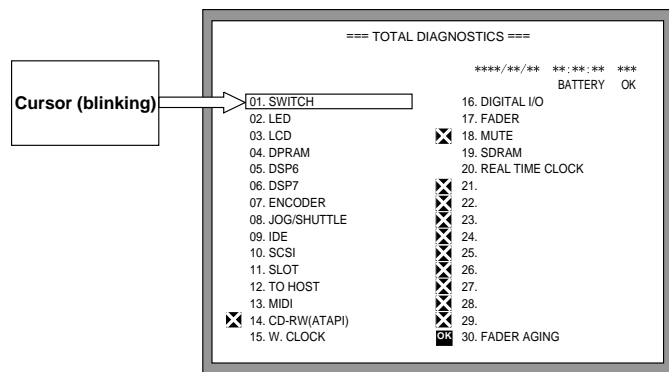 === TOTAL DIAGNOSTICS ===
****/**/** **:**:** ***
BATTERY OK
Cursor (blinking)
01. SWITCH
02. LED
03. LCD
04. DPRAM
05. DSP6
06. DSP7
07. ENCODER
08. JOG/SHUTTLE
09. IDE
10. SCSI
11. SLOT
12. TO HOST
13. MIDI
14. CD-RW(ATAPI)
15. W. CLOCK
16. DIGITAL I/O
17. FADER
18. MUTE
19. SDRAM
20. REAL TIME CLOCK
21.
22.
23.
24.
25.
26.
27.
28.
29.
OK 30. FADER AGING